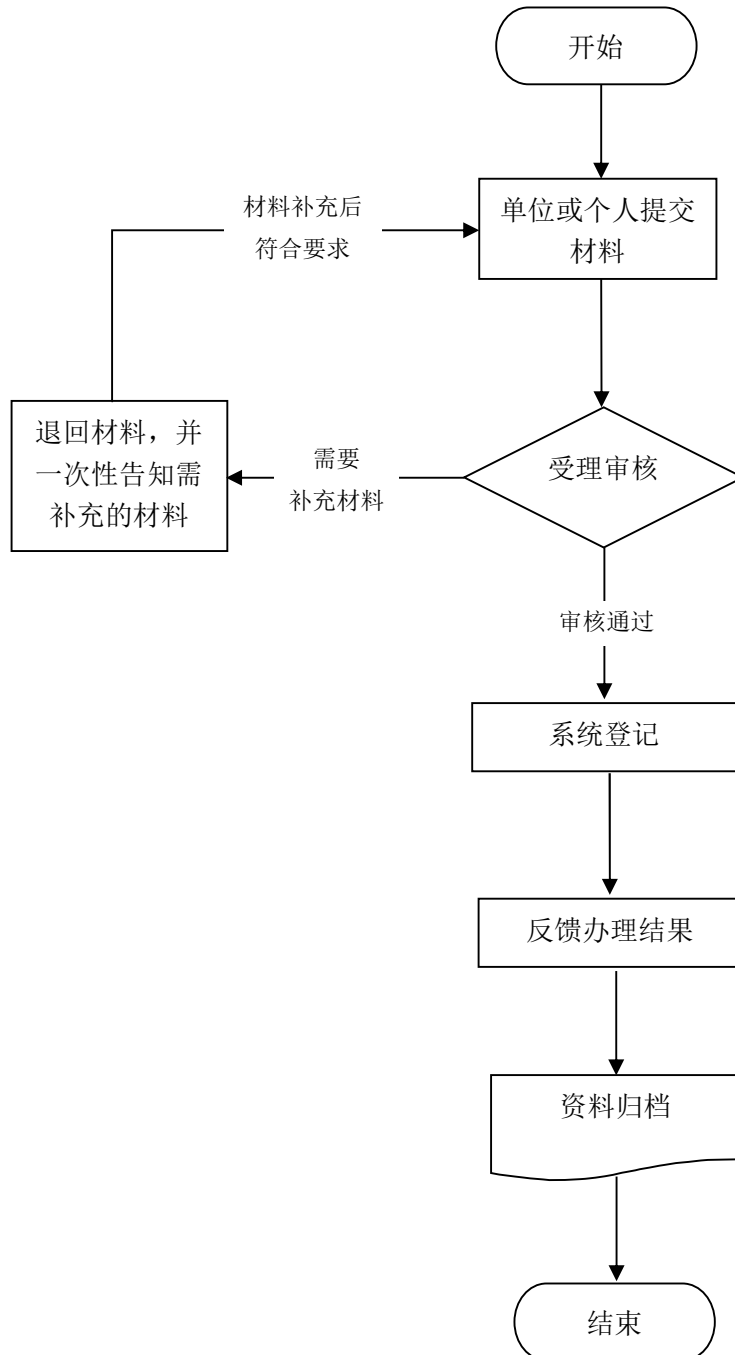 开始
材料补充后
符合要求
单位或个人提交
材料
退回材料，并
一次性告知需
补充的材料
需要
补充材料
受理审核
审核通过
系统登记
反馈办理结果
资料归档
结束